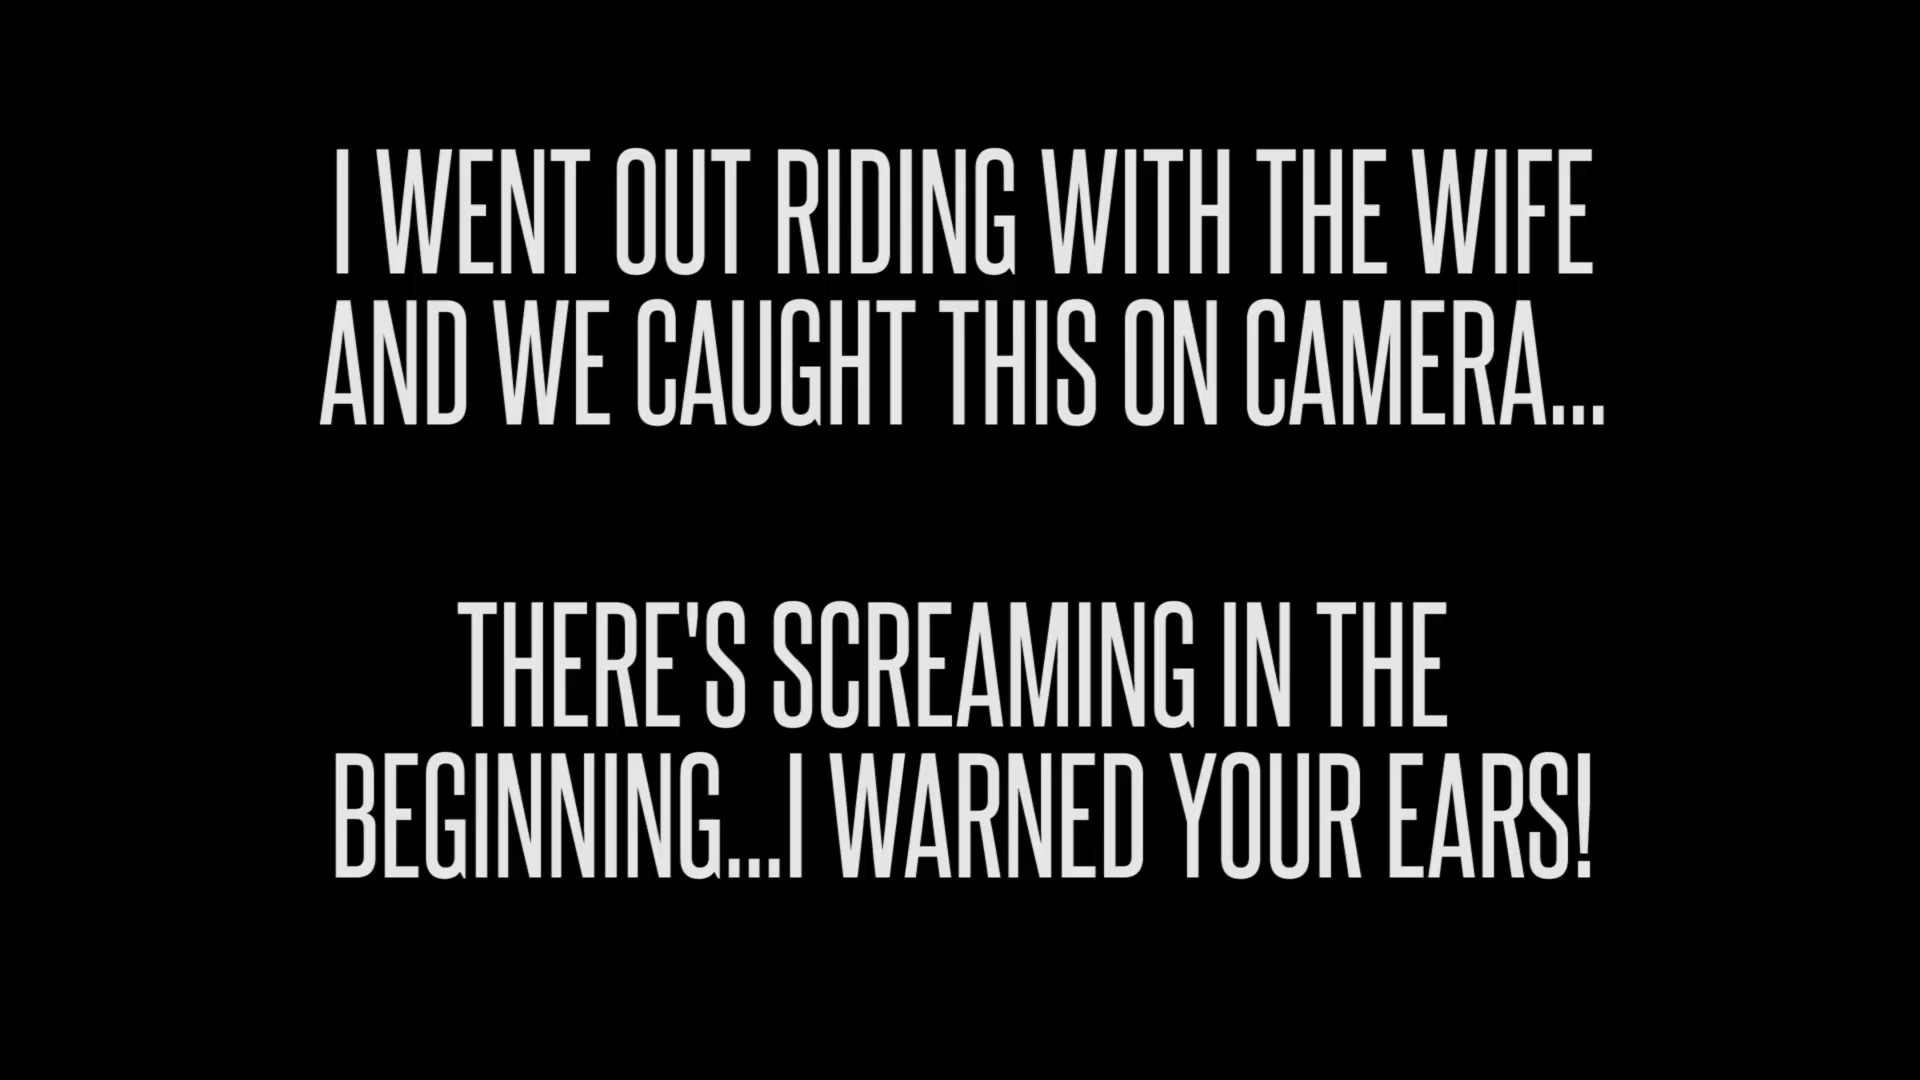 I WENT OUT RIDING WITH THE WIFE
AND WE CAUGHT THIS ON CAMERA...
THERE'S SCREAMING IN THE
BEGINNING...I WARNED YOUR EARS!